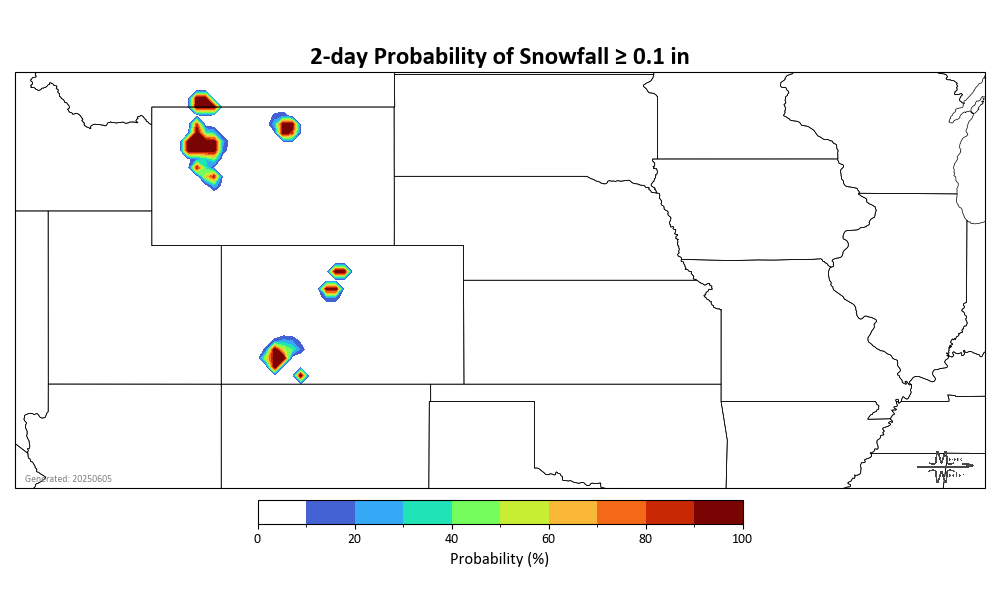 2-day Probability of Snowfall ≥ 0.1 in
Generated: 20250605
0 20 40 60 80 100
Probability (%)